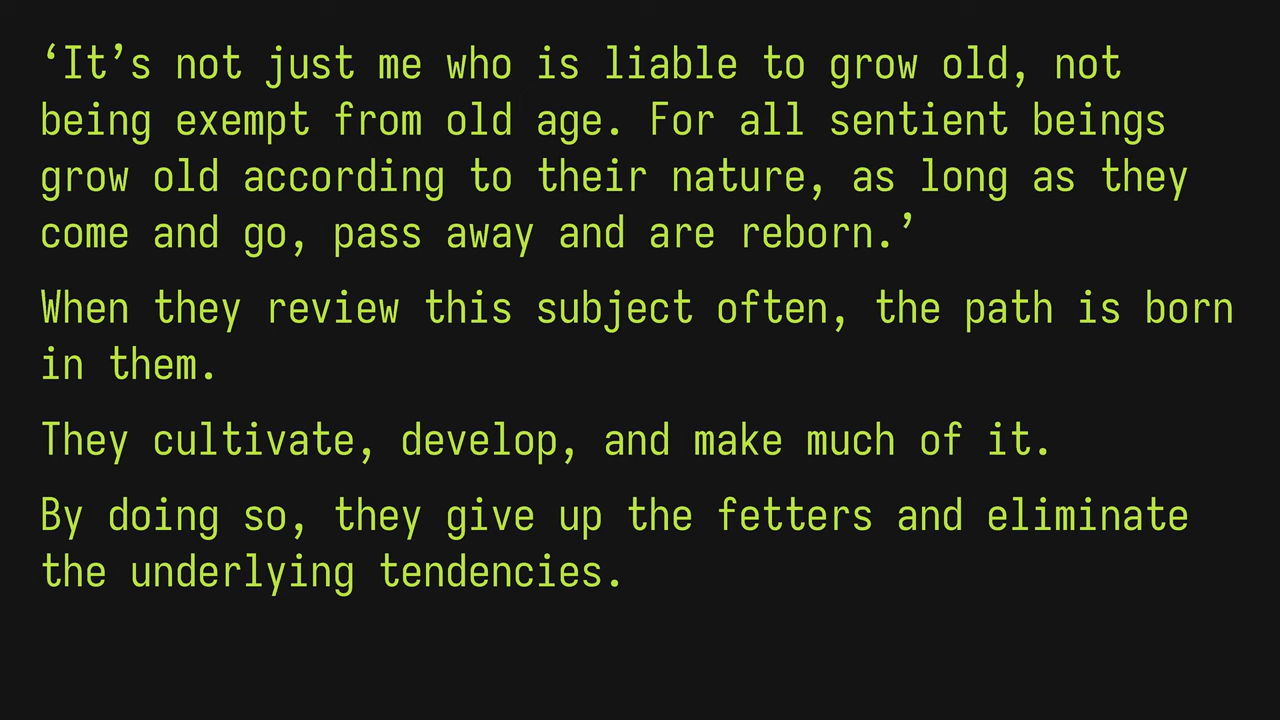 ‘It’s not just me who is liable to grow old, not
being exempt from old age. For all sentient beings
grow old according to their nature, as long as they
come and go, pass away and are reborn.’
When they review this subject often, the path is born
in them.
They cultivate, develop, and make much of it.
By doing so, they give up the fetters and eliminate
the underlying tendencies.